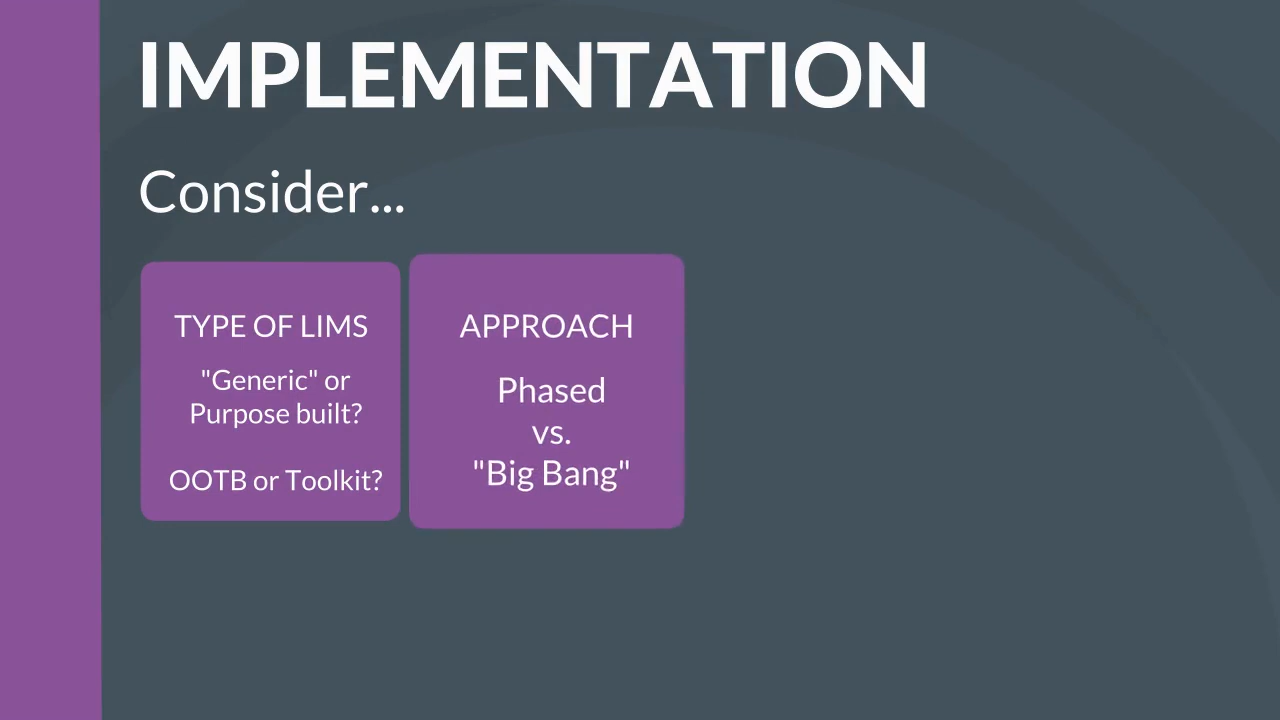 IMPLEMENTATION
Consider...
TYPE OF LIMS
"Generic" or
Purpose built?
OOTB or Toolkit?
APPROACH
Phased
vs.
"Big Bang"